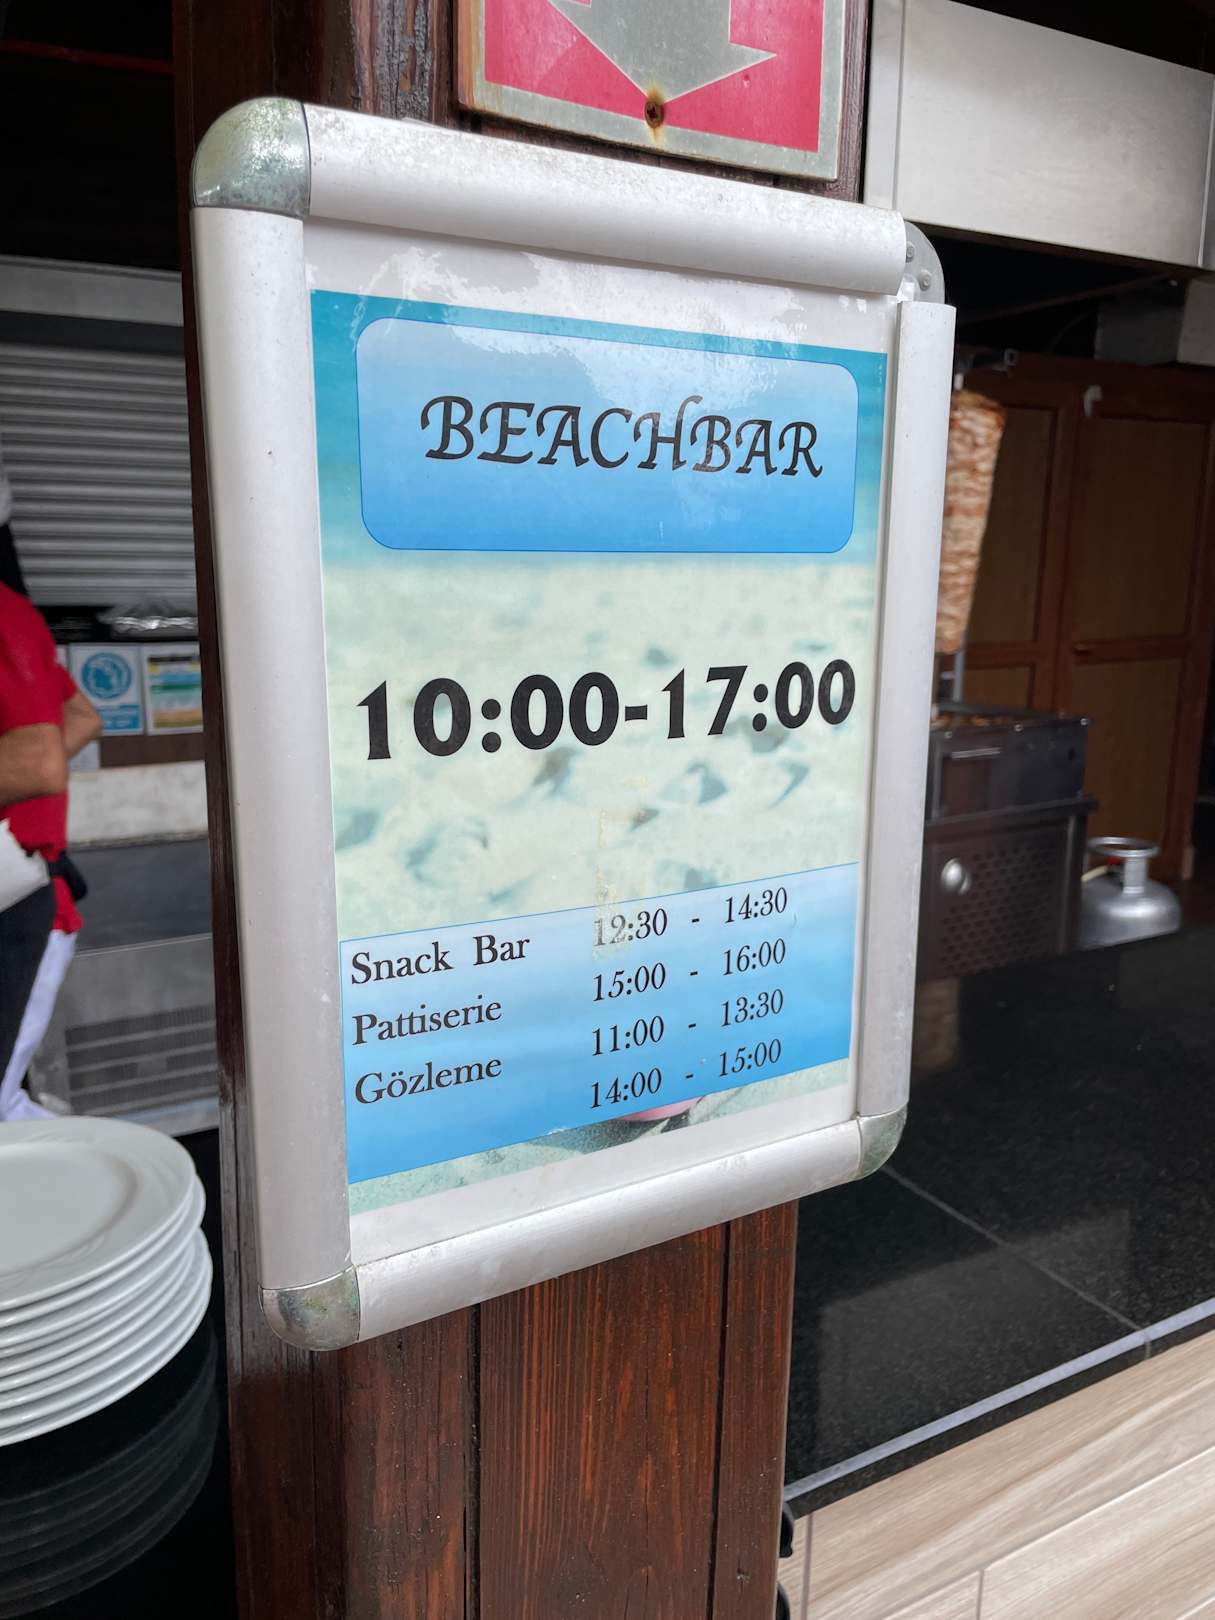 BEACHBAR
10:00-17:00
Snack Bar 12:30 - 14:30
Pattiserie 15:00 - 16:00
Gözleme 11:00 - 13:30
14:00 - 15:00